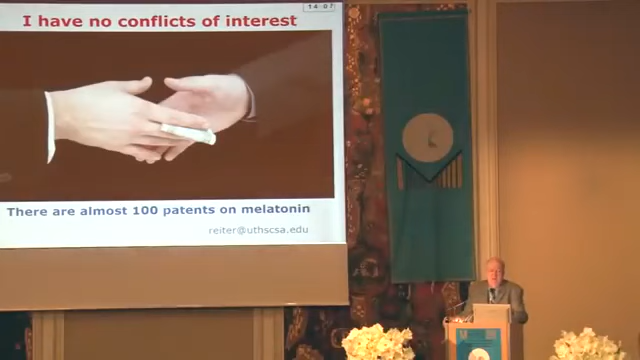 14:07
I have no conflicts of interest
There are almost 100 patents on melatonin
reiter@uthscsa.edu